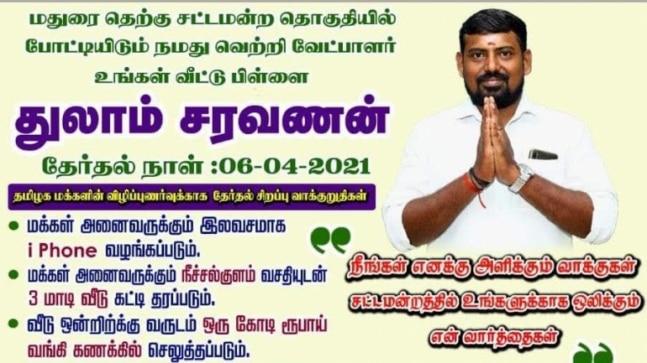 மதுரை தெற்கு சட்டமன்ற தொகுதியில்
போட்டியிடும் நமது வெற்றி வேட்பாளர்
உங்கள் வீட்டு பிள்ளை
துலாம் சரவணன்
தேர்தல் நாள் :06-04-2021
தமிழக மக்களின் விழிப்புணர்வுக்காக தேர்தல் சிறப்பு வாக்குறுதிகள்
• மக்கள் அனைவருக்கும் இலவசமாக
i Phone வழங்கப்படும்.
• மக்கள் அனைவருக்கும் நீச்சல்குளம் வசதியுடன்
3 மாடி வீடு கட்டி தரப்படும்.
• வீடு ஒன்றிற்க்கு வருடம் ஒரு கோடி ரூபாய்
வங்கி கணக்கில் செலுத்தப்படும்.
நீங்கள் எனக்கு அளிக்கும் வாக்குகள்
சட்டமன்றத்தில் உங்களுக்காக ஒலிக்கும்
என் வார்த்தைகள்